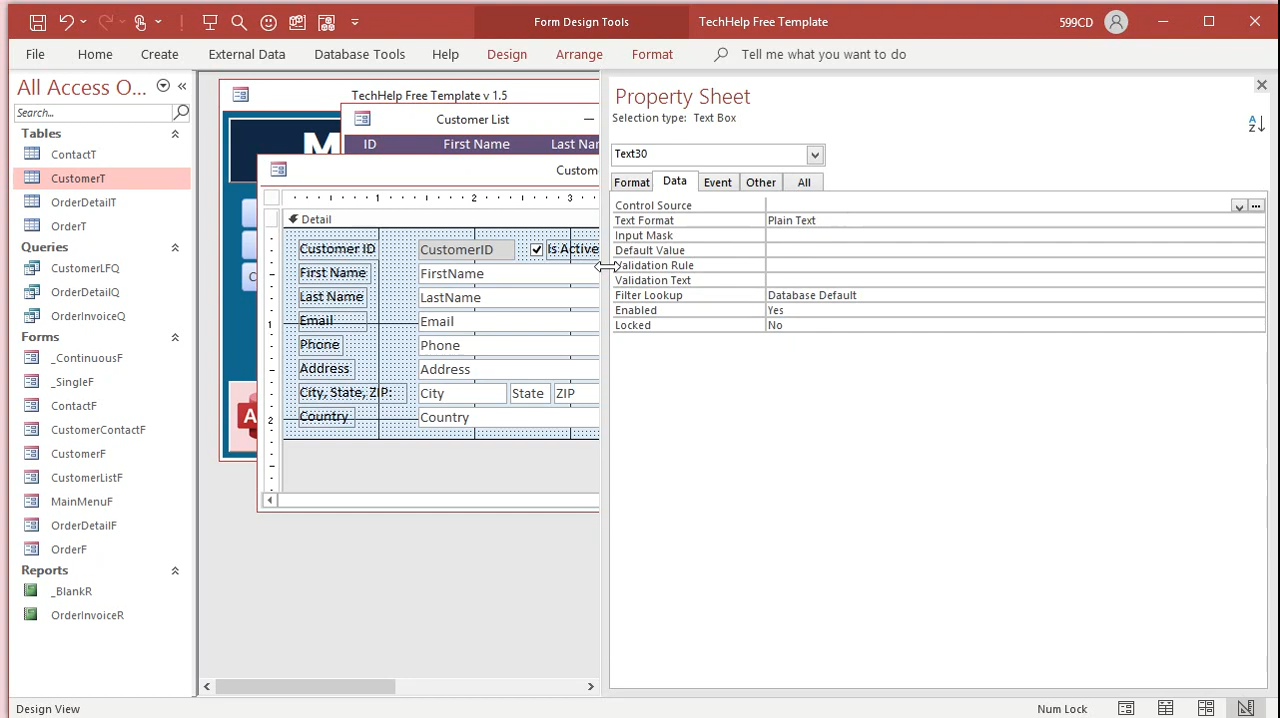 Form Design Tools
TechHelp Free Template
599CD
File
Home
Create
External Data
Database Tools
Help
Design
Arrange
Format
Tell me what you want to do
All Access O...
Search...
Tables
ContactT
CustomerT
OrderDetailT
OrderT
Queries
CustomerLFQ
OrderDetailQ
OrderInvoiceQ
Forms
_ContinuousF
_SingleF
ContactF
CustomerContactF
CustomerF
CustomerListF
MainMenuF
OrderDetailF
OrderF
Reports
_BlankR
OrderInvoiceR
TechHelp Free Template v 1.5
M
C
A
Customer List
ID First Name Last Nam
Custom
1 2 3
Detail
Customer ID CustomerID Is Active
First Name FirstName
Last Name LastName
1
Email Email
Phone Phone
Address Address
City, State, ZIP: City State ZIP
2
Country Country
Property Sheet
Selection type: Text Box
A
Z
Text30
Format Data Event Other All
Control Source
Text Format Plain Text
Input Mask
Default Value
Validation Rule
Validation Text
Filter Lookup Database Default
Enabled Yes
Locked No
Design View
Num Lock